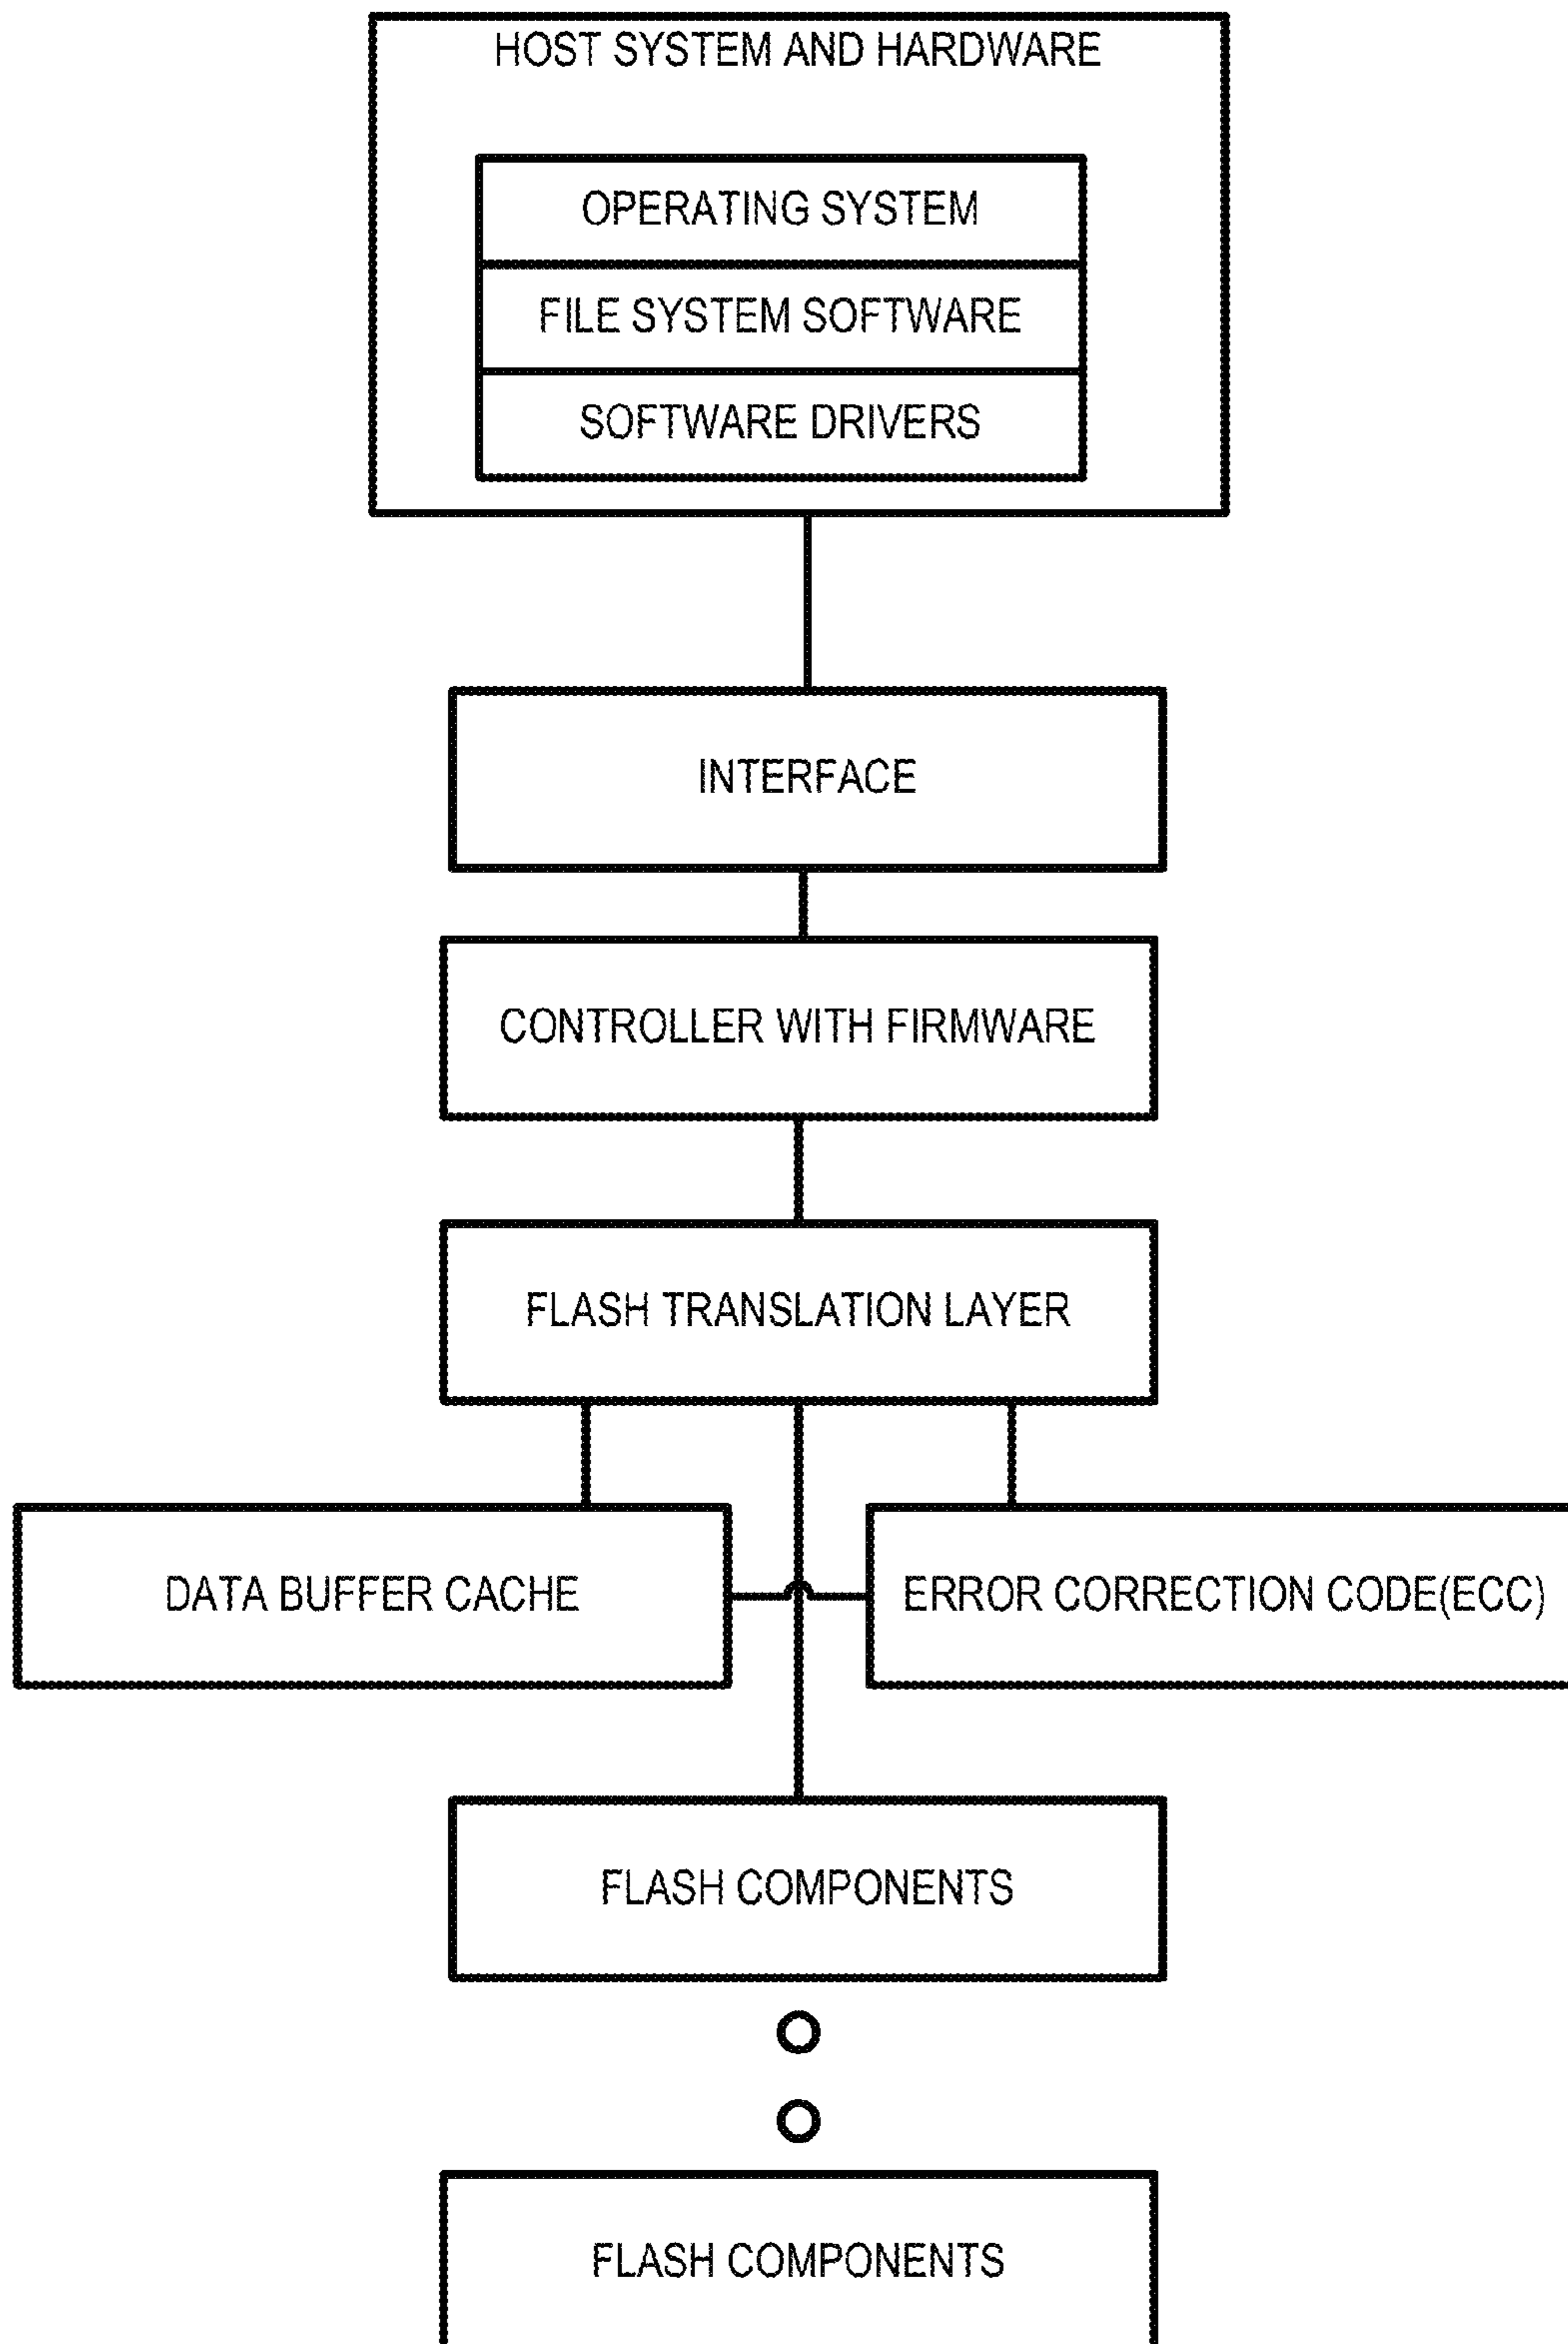 HOST SYSTEM AND HARDWARE
OPERATING SYSTEM
FILE SYSTEM SOFTWARE
SOFTWARE DRIVERS
INTERFACE
CONTROLLER WITH FIRMWARE
FLASH TRANSLATION LAYER
DATA BUFFER CACHE
ERROR CORRECTION CODE(ECC)
FLASH COMPONENTS
FLASH COMPONENTS